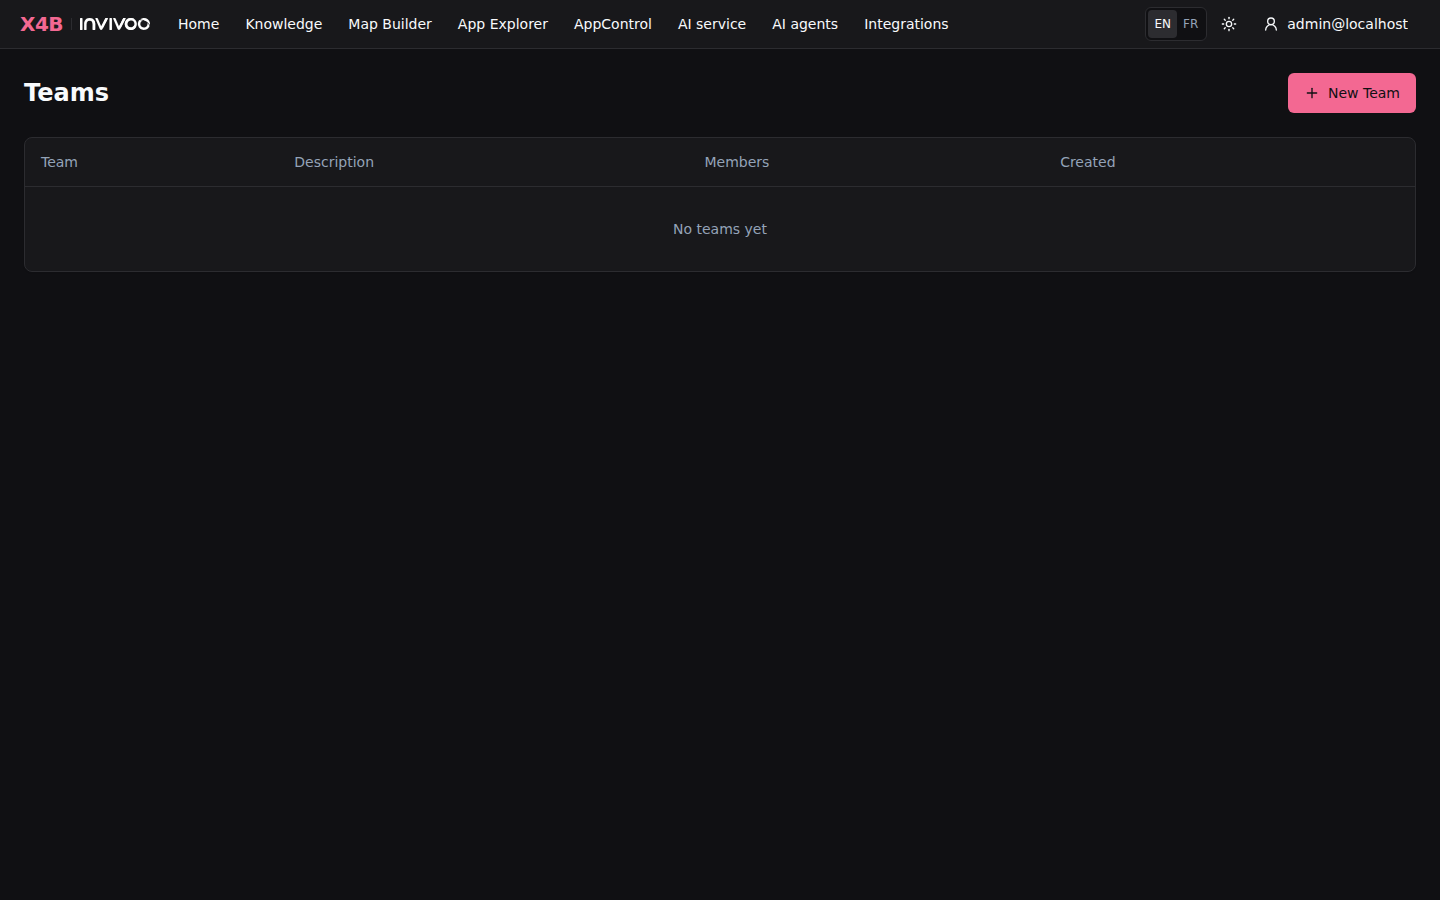 X4B INVIVOO Home Knowledge Map Builder App Explorer AppControl AI service AI agents Integrations EN FR admin@localhost
Teams
+ New Team
Team Description Members Created
No teams yet